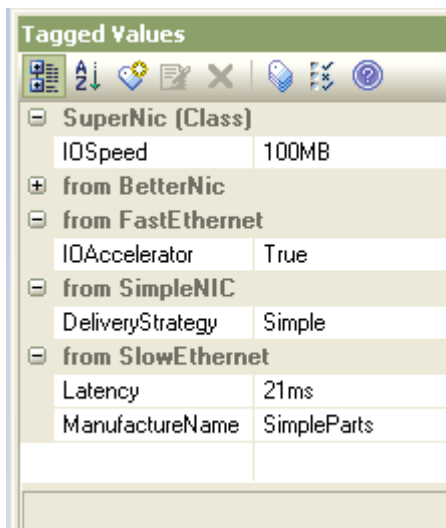 Tagged Values
SuperNic (Class)
IOSpeed 100MB
from BetterNic
from FastEthernet
IOAccelerator True
from SimpleNIC
DeliveryStrategy Simple
from SlowEthernet
Latency 21ms
ManufactureName SimpleParts